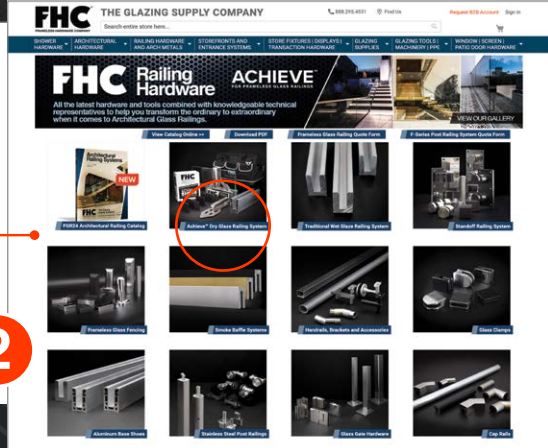 FHC
FRAMELESS HARDWARE COMPANY
THE GLAZING SUPPLY COMPANY
888.295.4531
Find Us
Request B2B Account
Sign In
Search entire store here...
SHOWER HARDWARE
ARCHITECTURAL HARDWARE
RAILING HARDWARE AND ARCH METALS
STOREFRONTS AND ENTRANCE SYSTEMS
STORE FIXTURES | DISPLAYS | TRANSACTION HARDWARE
GLAZING SUPPLIES
GLAZING TOOLS | MACHINERY | PPE
WINDOW | SCREEN | PATIO DOOR HARDWARE
FHC
Railing
Hardware
ACHIEVE™
FOR FRAMELESS GLASS RAILINGS
All the latest hardware and tools combined with knowledgeable technical
representatives to help you transform the ordinary to extraordinary
when it comes to Architectural Glass Railings.
VIEW OUR GALLERY
View Catalog Online >>
Download PDF
Frameless Glass Railing Quote Form
F-Series Post Railing System Quote Form
Architectural
Railing Systems
NEW
FHC
FHC
FGR24 Architectural Railing Catalog
Achieve™ Dry Glaze Railing System
Traditional Wet Glaze Railing System
Standoff Railing System
2
Frameless Glass Fencing
Smoke Baffle Systems
Handrails, Brackets and Accessories
Glass Clamps
Aluminum Base Shoes
Stainless Steel Post Railings
Glass Gate Hardware
Cap Rails